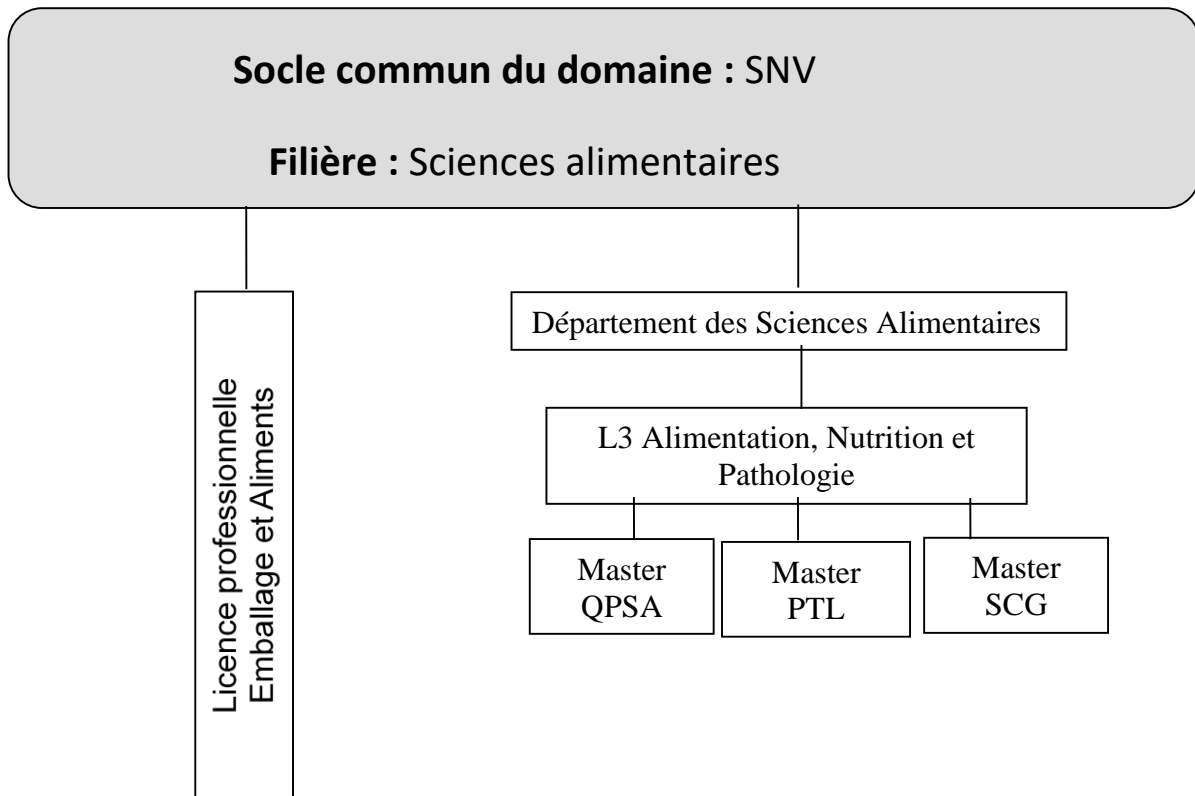 Socle commun du domaine : SNV
Filière : Sciences alimentaires
Licence professionnelle
Emballage et Aliments
Département des Sciences Alimentaires
L3 Alimentation, Nutrition et
Pathologie
Master
QPSA
Master
PTL
Master
SCG